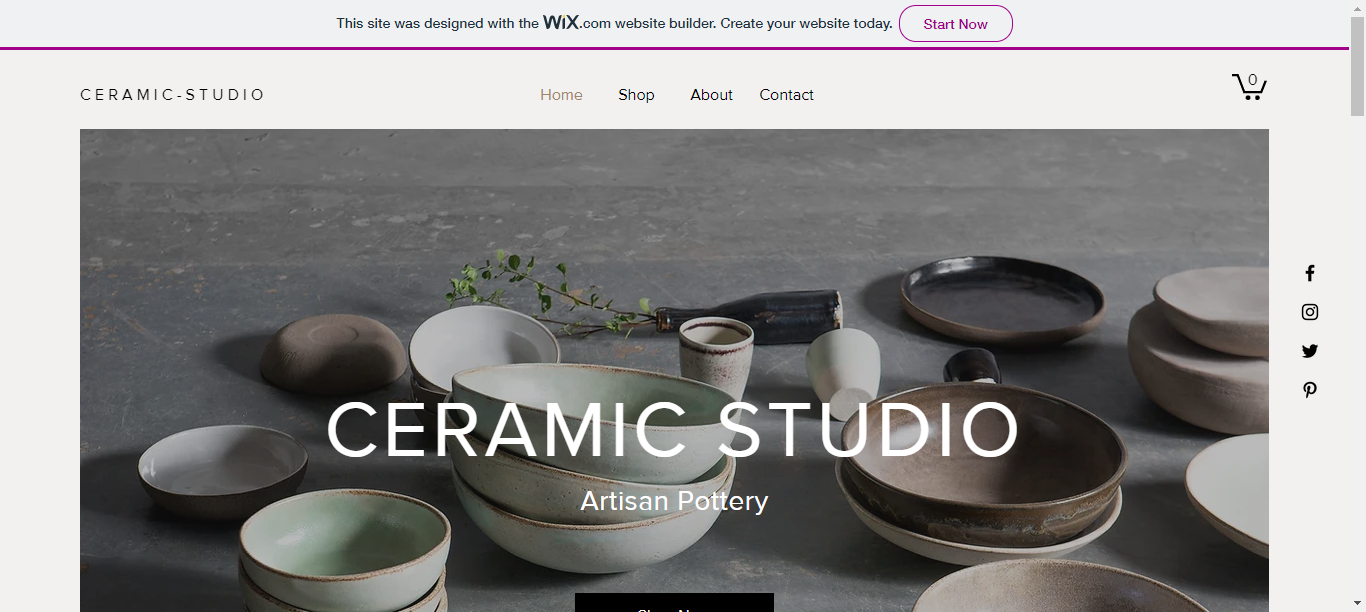 This site was designed with the WiX.com website builder. Create your website today. Start Now
CERAMIC-STUDIO
Home Shop About Contact
0
CERAMIC STUDIO
Artisan Pottery